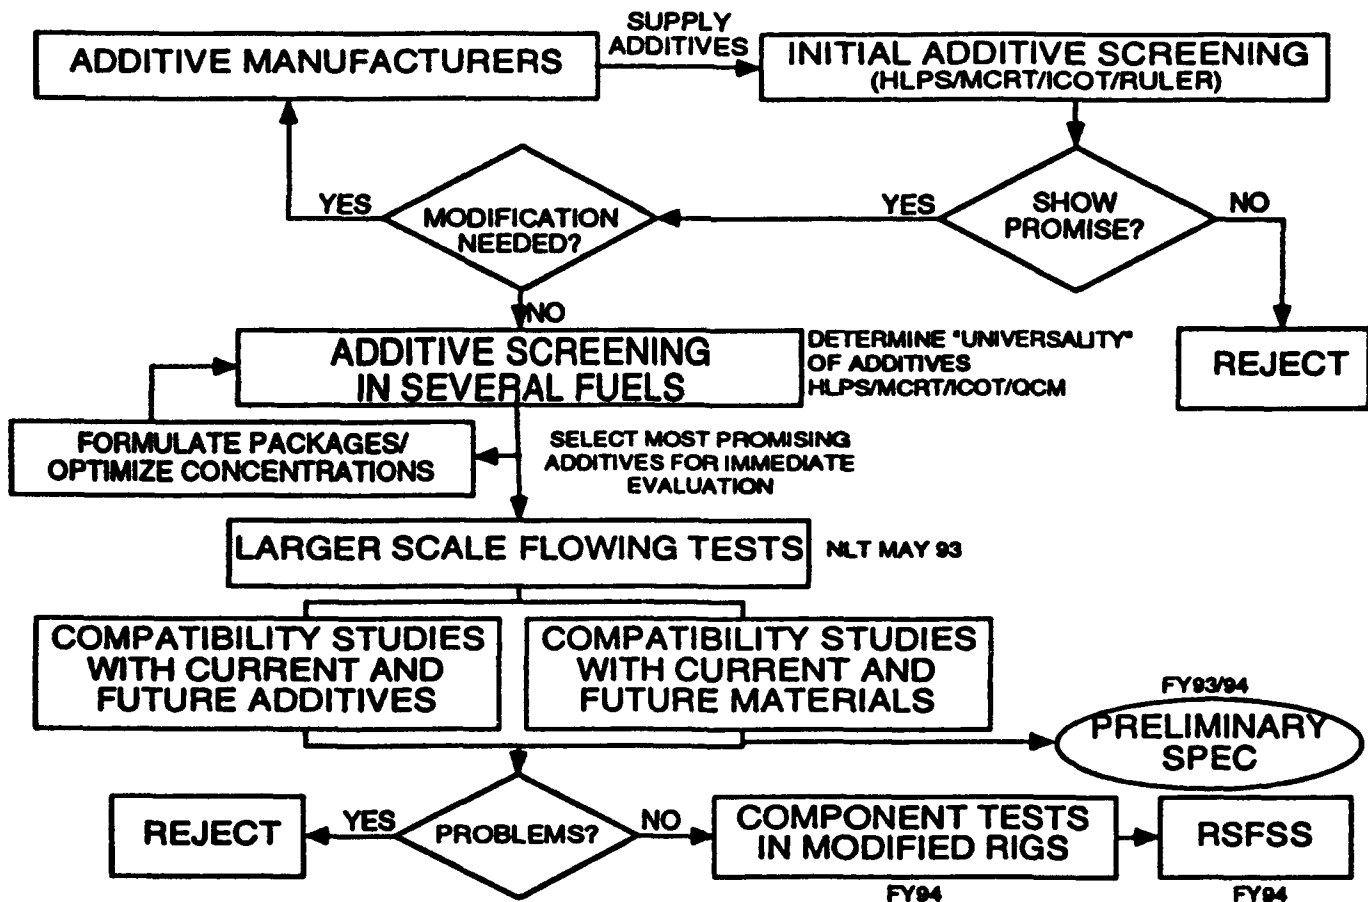 SUPPLY
ADDITIVES
ADDITIVE MANUFACTURERS
INITIAL ADDITIVE SCREENING
(HLPS/MCRT/ICOT/RULER)
YES
MODIFICATION
NEEDED?
YES
SHOW
PROMISE?
NO
NO
ADDITIVE SCREENING
IN SEVERAL FUELS
DETERMINE "UNIVERSALITY"
OF ADDITIVES
HLPS/MCRT/ICOT/QCM
REJECT
FORMULATE PACKAGES/
OPTIMIZE CONCENTRATIONS
SELECT MOST PROMISING
ADDITIVES FOR IMMEDIATE
EVALUATION
LARGER SCALE FLOWING TESTS
NLT MAY 93
COMPATIBILITY STUDIES
WITH CURRENT AND
FUTURE ADDITIVES
COMPATIBILITY STUDIES
WITH CURRENT AND
FUTURE MATERIALS
FY93/94
PRELIMINARY
SPEC
REJECT
YES
PROBLEMS?
NO
COMPONENT TESTS
IN MODIFIED RIGS
FY94
RSFSS
FY94